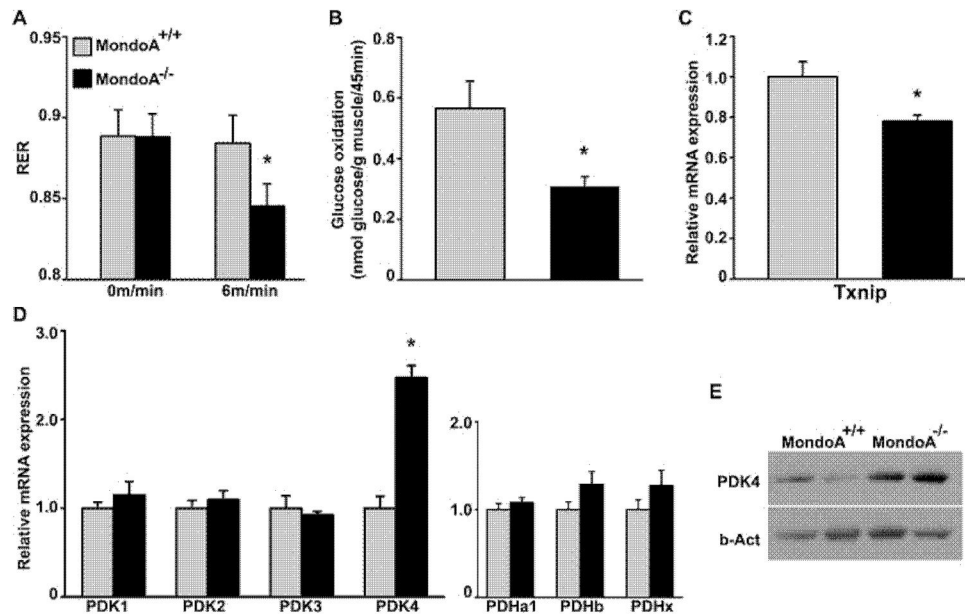 A
RER
0.95
0.9
0.85
0.8
MondoA+/+
MondoA-/-
*
0m/min
6m/min
B
Glucose oxidation
(nmol glucose/g muscle/45min)
0.8
0.6
0.4
0.2
0
*
C
Relative mRNA expression
1.2
1.0
0.8
0.6
0.4
0.2
0
*
Txnip
D
Relative mRNA expression
3.0
2.0
1.0
0
*
PDK1 PDK2 PDK3 PDK4
2.0
1.0
0
PDHa1 PDHb PDHx
E
MondoA+/+ MondoA-/-
PDK4
b-Act